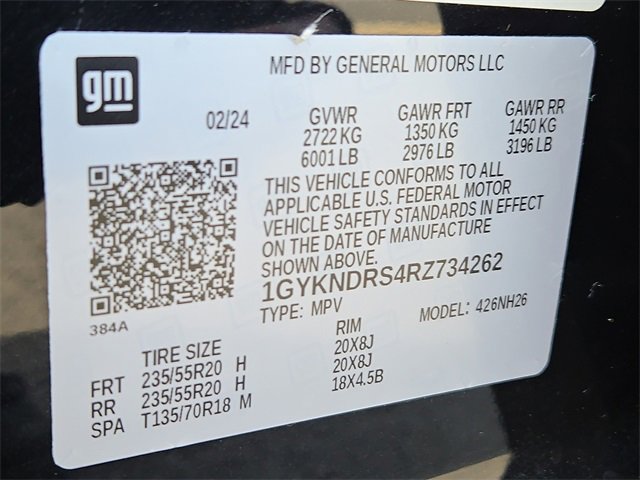 gm
MFD BY GENERAL MOTORS LLC
02/24
GVWR GAWR FRT GAWR RR
2722 KG 1350 KG 1450 KG
6001 LB 2976 LB 3196 LB
THIS VEHICLE CONFORMS TO ALL
APPLICABLE U.S. FEDERAL MOTOR
VEHICLE SAFETY STANDARDS IN EFFECT
ON THE DATE OF MANUFACTURE
SHOWN ABOVE.
1GYKNDRS4RZ734262
TYPE: MPV MODEL: 426NH26
384A
TIRE SIZE RIM
FRT 235/55R20 H 20X8J
RR 235/55R20 H 20X8J
SPA T135/70R18 M 18X4.5B